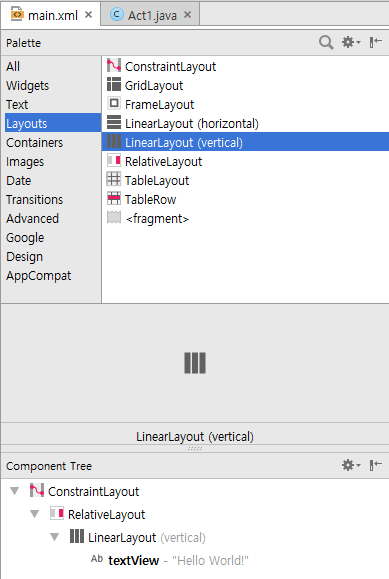 main.xml Act1.java
Palette
All
Widgets
Text
Layouts
Containers
Images
Date
Transitions
Advanced
Google
Design
AppCompat
ConstraintLayout
GridLayout
FrameLayout
LinearLayout (horizontal)
LinearLayout (vertical)
RelativeLayout
TableLayout
TableRow
<fragment>
LinearLayout (vertical)
Component Tree
ConstraintLayout
RelativeLayout
LinearLayout (vertical)
Ab textView - "Hello World!"